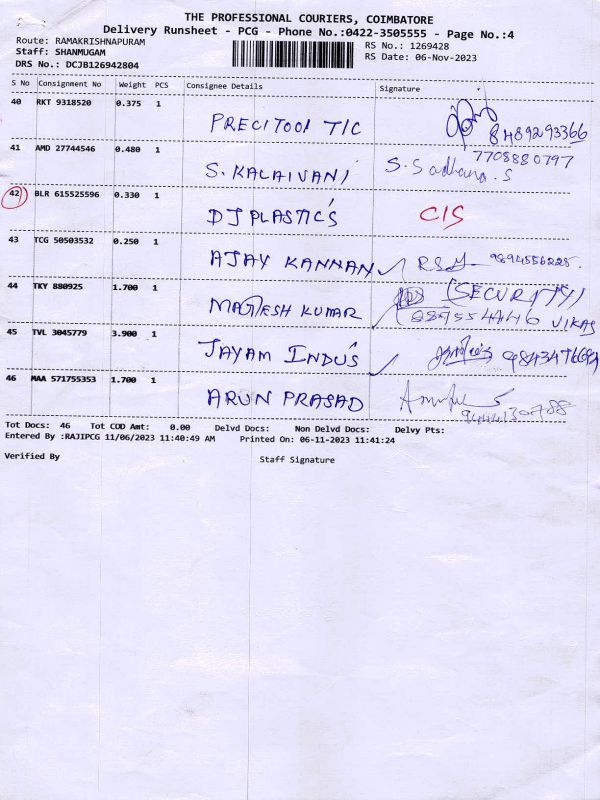 THE PROFESSIONAL COURIERS, COIMBATORE
Delivery Runsheet - PCG - Phone No.:0422-3505555 - Page No.:4
Route: RAMAKRISHNAPURAM RS No.: 1269428
Staff: SHANMUGAM RS Date: 06-Nov-2023
DRS No.: DCJB126942804
S No Consignment No Weight PCS Consignee Details Signature
40 RKT 9318520 0.375 1
PRECITOOL TIC 8489293366
41 AMD 27744546 0.480 1 7708880797
S. KALAIVANI S. Sadhana. S
42 BLR 615525596 0.330 1
DJ PLASTIC'S C/S
43 TCG 50503532 0.250 1
AJAY KANNAN ✓ 9894556225.
44 TKY 880925 1.700 1 (SECURITY)
MAGESH KUMAR VIKAS
45 TVL 3045779 3.900 1
JAYAM INDU'S ✓
46 MAA 571755353 1.700 1
ARUN PRASAD
Tot Docs: 46 Tot COD Amt: 0.00 Delvd Docs: Non Delvd Docs: Delvy Pts:
Entered By :RAJIPCG 11/06/2023 11:40:49 AM Printed On: 06-11-2023 11:41:24
Verified By Staff Signature